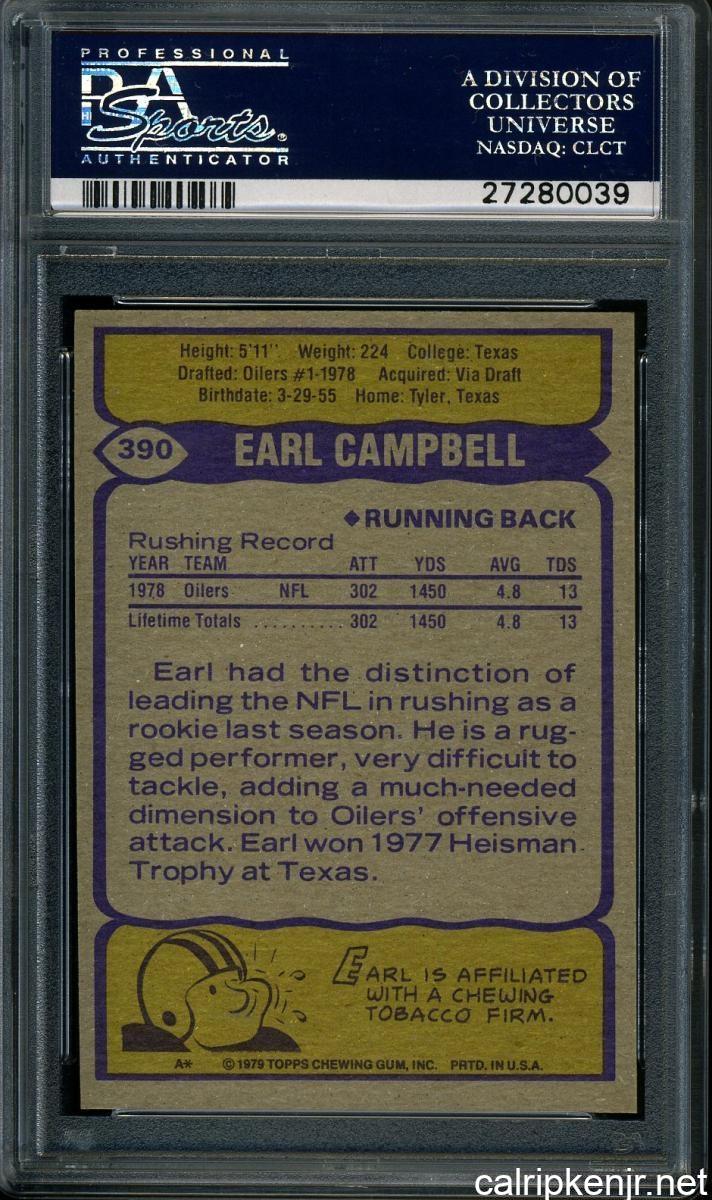 PROFESSIONAL
PSA
Sports
AUTHENTICATOR
A DIVISION OF
COLLECTORS
UNIVERSE
NASDAQ: CLCT
27280039
Height: 5'11" Weight: 224 College: Texas
Drafted: Oilers #1-1978 Acquired: Via Draft
Birthdate: 3-29-55 Home: Tyler, Texas
390 EARL CAMPBELL
◆RUNNING BACK
Rushing Record
YEAR TEAM ATT YDS AVG TDS
1978 Oilers NFL 302 1450 4.8 13
Lifetime Totals .......... 302 1450 4.8 13
Earl had the distinction of
leading the NFL in rushing as a
rookie last season. He is a rug-
ged performer, very difficult to
tackle, adding a much-needed
dimension to Oilers' offensive
attack. Earl won 1977 Heisman
Trophy at Texas.
EARL IS AFFILIATED
WITH A CHEWING
TOBACCO FIRM.
A* © 1979 TOPPS CHEWING GUM, INC. PRTD. IN U.S.A.
calripkenjr.net